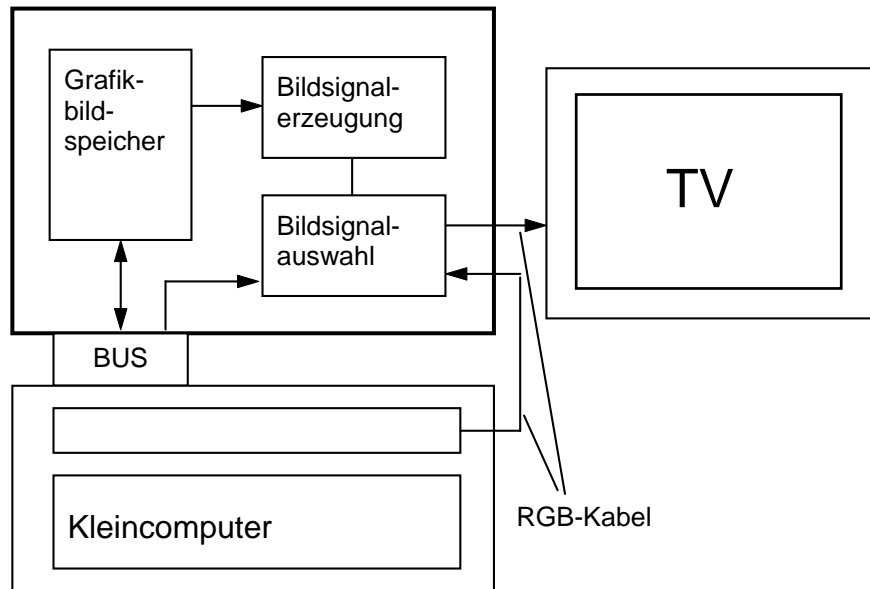 Grafik-
bild-
speicher
Bildsignal-
erzeugung
Bildsignal-
auswahl
TV
BUS
Kleincomputer
RGB-Kabel